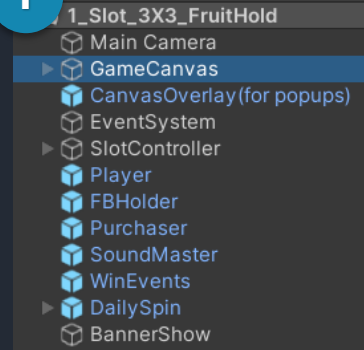 1_Slot_3X3_FruitHold
Main Camera
GameCanvas
CanvasOverlay(for popups)
EventSystem
SlotController
Player
FBHolder
Purchaser
SoundMaster
WinEvents
DailySpin
BannerShow